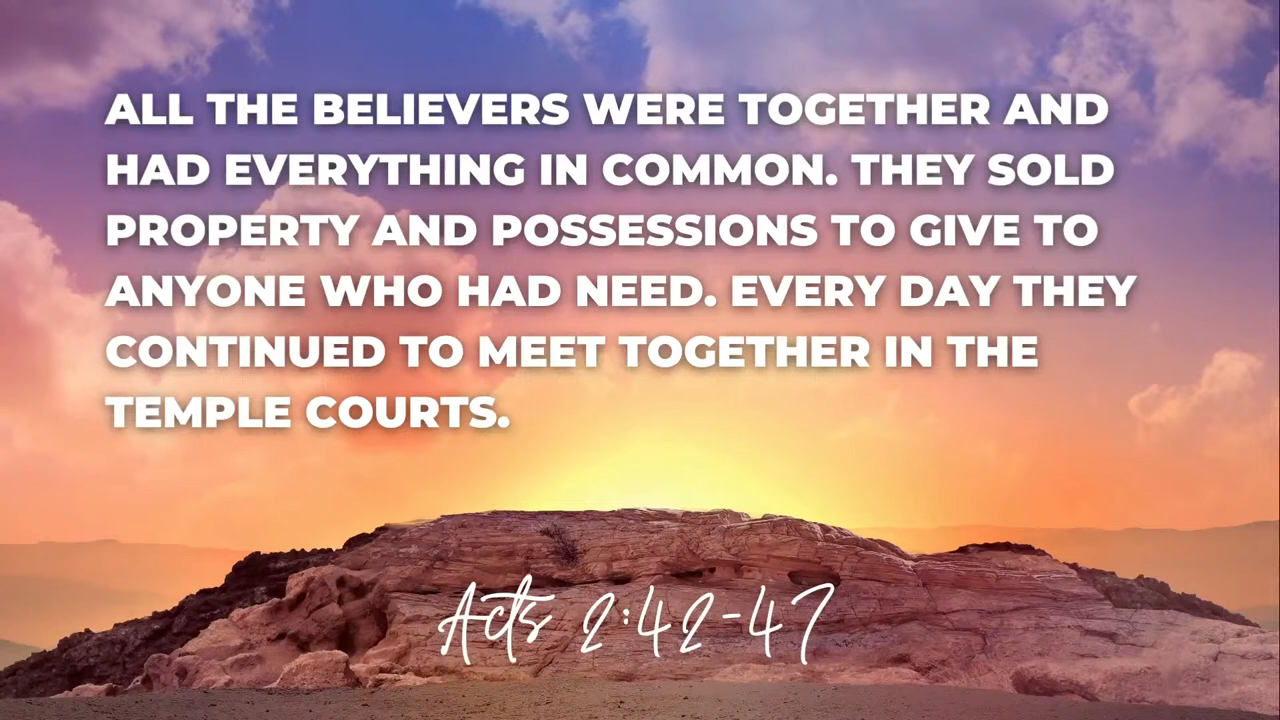 ALL THE BELIEVERS WERE TOGETHER AND
HAD EVERYTHING IN COMMON. THEY SOLD
PROPERTY AND POSSESSIONS TO GIVE TO
ANYONE WHO HAD NEED. EVERY DAY THEY
CONTINUED TO MEET TOGETHER IN THE
TEMPLE COURTS.
Acts 2:42-47